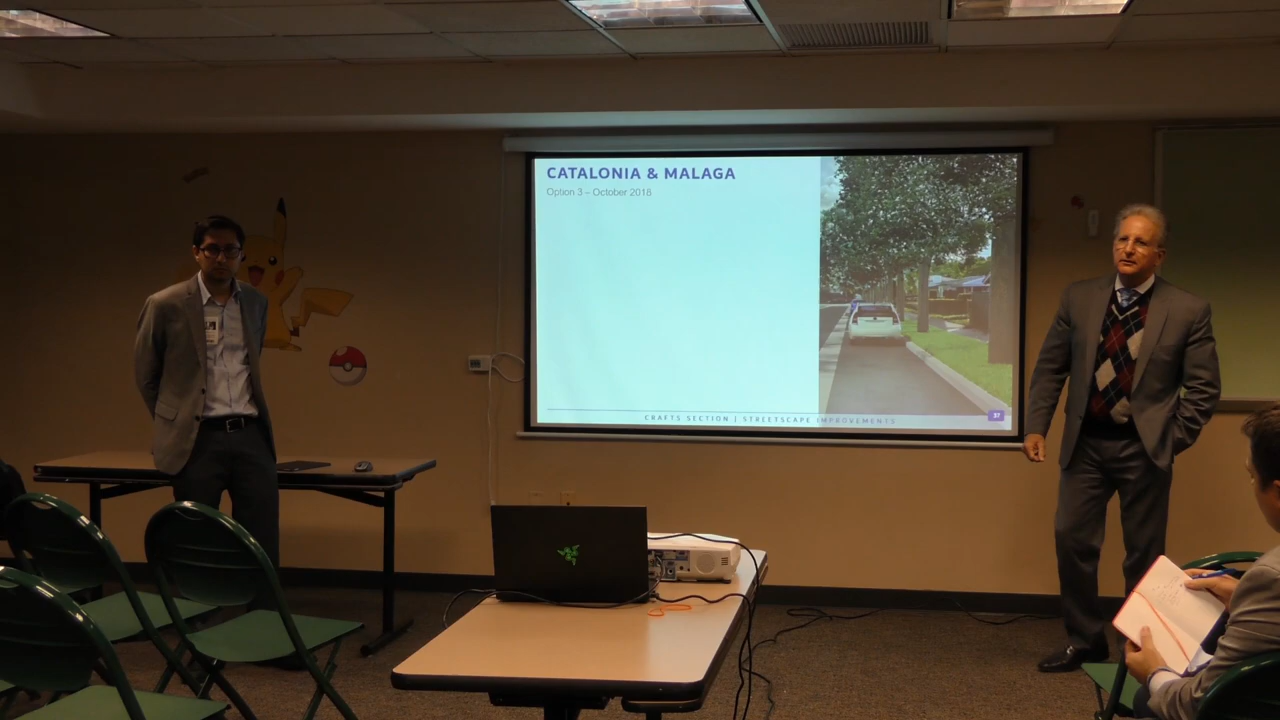 CATALONIA & MALAGA
Option 3 – October 2018
CRAFTS SECTION | STREETSCAPE IMPROVEMENTS
37